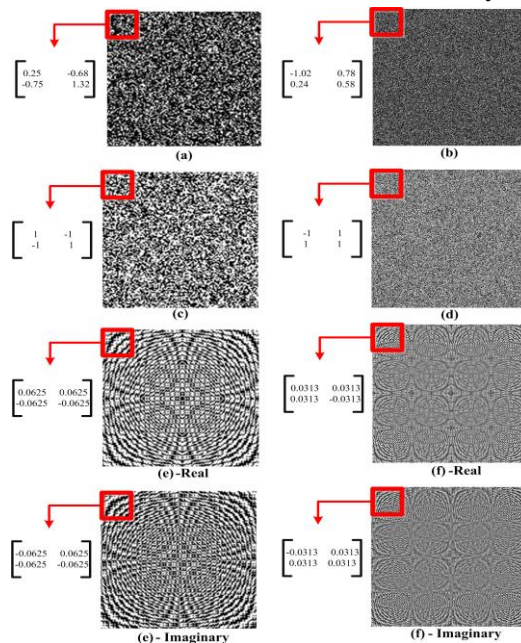 0.25 -0.68
-0.75 1.32
(a)
-1.02 0.78
0.24 0.58
(b)
1 -1
-1 1
(c)
-1 1
1 1
(d)
0.0625 0.0625
-0.0625 -0.0625
(e) -Real
0.0313 0.0313
0.0313 -0.0313
(f) -Real
-0.0625 0.0625
-0.0625 -0.0625
(e) - Imaginary
-0.0313 0.0313
0.0313 0.0313
(f) - Imaginary